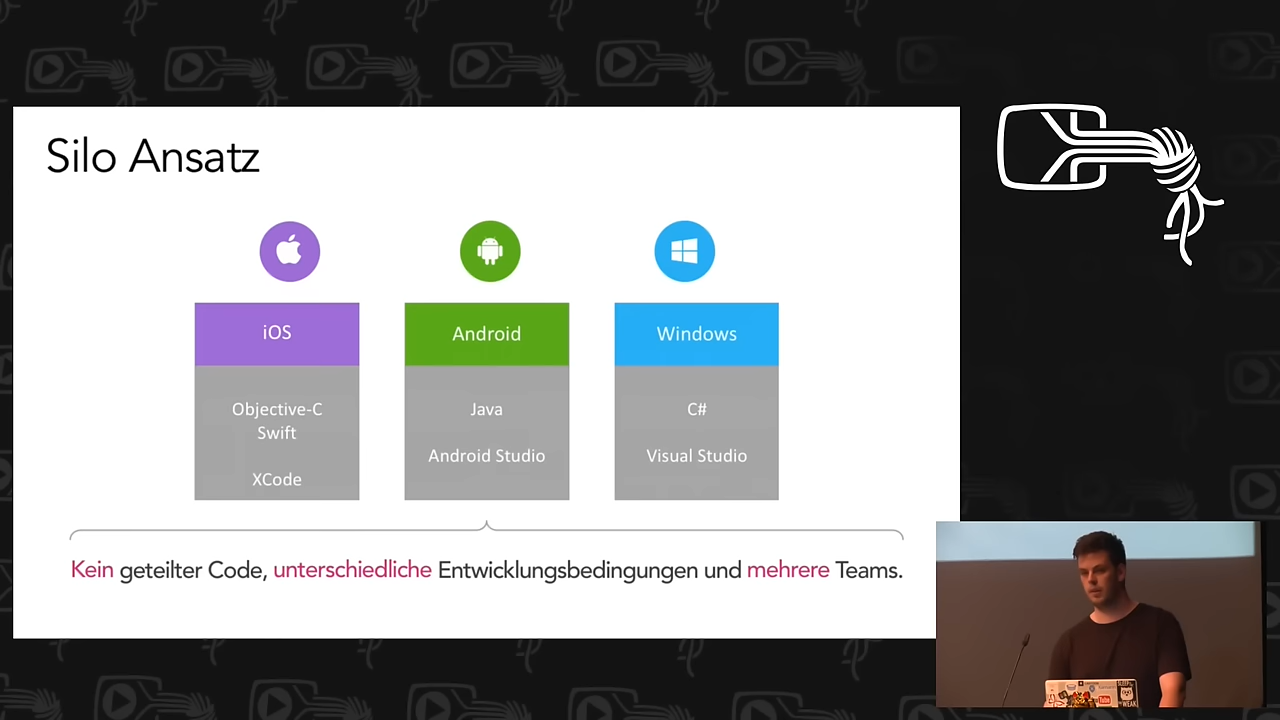 Silo Ansatz
iOS
Objective-C
Swift
XCode
Android
Java
Android Studio
Windows
C#
Visual Studio
Kein geteilter Code, unterschiedliche Entwicklungsbedingungen und mehrere Teams.